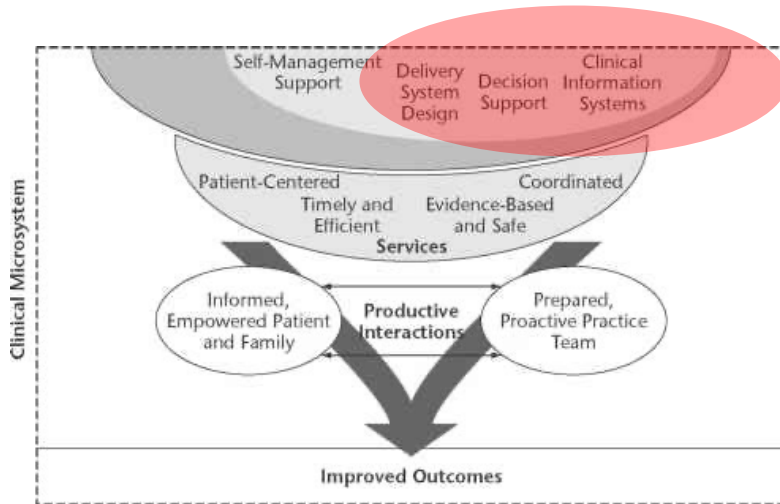 Self-Management
Support
Delivery
System
Design
Decision
Support
Clinical
Information
Systems
Patient-Centered
Coordinated
Timely and
Efficient
Evidence-Based
and Safe
Services
Clinical Microsystem
Informed,
Empowered Patient
and Family
Productive
Interactions
Prepared,
Proactive Practice
Team
Improved Outcomes